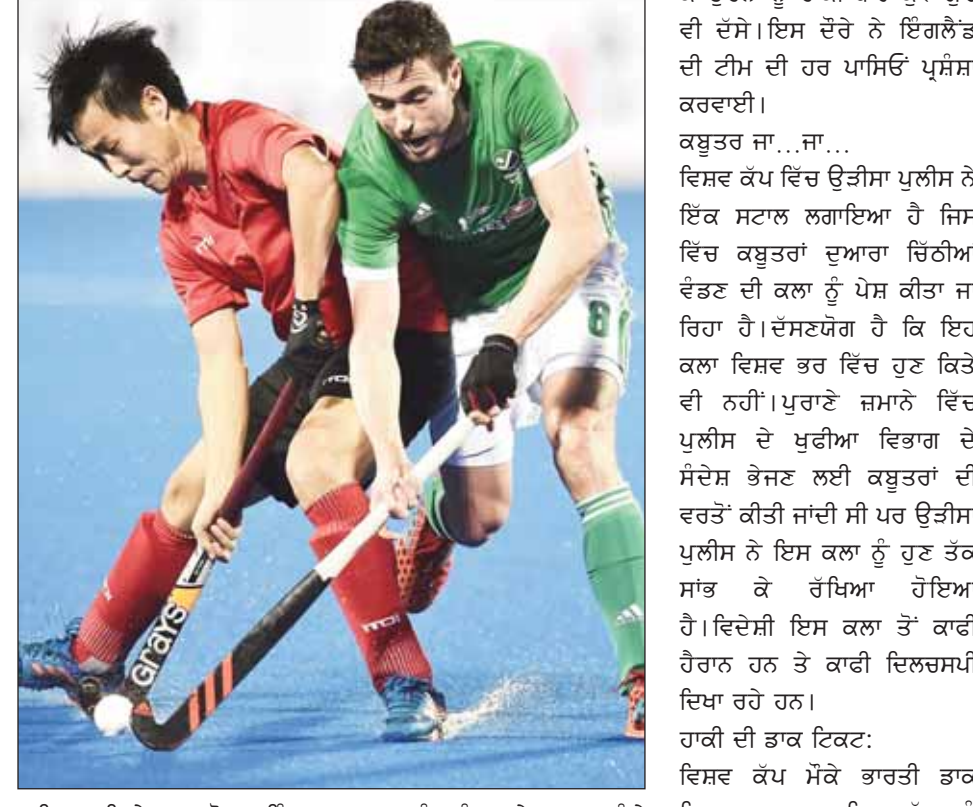 ਵੀ ਦੱਸੇ।ਇਸ ਦੌਰੇ ਨੇ ਇੰਗਲੈਂਡ
ਦੀ ਟੀਮ ਦੀ ਹਰ ਪਾਸਿਓਂ ਪ੍ਰਸ਼ੰਸ਼ਾ
ਕਰਵਾਈ।
ਕਬੂਤਰ ਜਾ...ਜਾ...
ਵਿਸ਼ਵ ਕੱਪ ਵਿੱਚ ਉੜੀਸਾ ਪੁਲੀਸ ਨੇ
ਇੱਕ ਸਟਾਲ ਲਗਾਇਆ ਹੈ ਜਿਸ
ਵਿੱਚ ਕਬੂਤਰਾਂ ਦੁਆਰਾ ਚਿੱਠੀਆਂ
ਵੰਡਣ ਦੀ ਕਲਾ ਨੂੰ ਪੇਸ਼ ਕੀਤਾ ਜਾ
ਰਿਹਾ ਹੈ।ਦੱਸਣਯੋਗ ਹੈ ਕਿ ਇਹ
ਕਲਾ ਵਿਸ਼ਵ ਭਰ ਵਿੱਚ ਹੁਣ ਕਿਤੇ
ਵੀ ਨਹੀਂ।ਪੁਰਾਣੇ ਜ਼ਮਾਨੇ ਵਿੱਚ
ਪੁਲੀਸ ਦੇ ਖੁਫੀਆ ਵਿਭਾਗ ਦੇ
ਸੰਦੇਸ਼ ਭੇਜਣ ਲਈ ਕਬੂਤਰਾਂ ਦੀ
ਵਰਤੋਂ ਕੀਤੀ ਜਾਂਦੀ ਸੀ ਪਰ ਉੜੀਸਾ
ਪੁਲੀਸ ਨੇ ਇਸ ਕਲਾ ਨੂੰ ਹੁਣ ਤੱਕ
ਸਾਂਭ ਕੇ ਰੱਖਿਆ ਹੋਇਆ
ਹੈ।ਵਿਦੇਸ਼ੀ ਇਸ ਕਲਾ ਤੋਂ ਕਾਫੀ
ਹੈਰਾਨ ਹਨ ਤੇ ਕਾਫੀ ਦਿਲਚਸਪੀ
ਦਿਖਾ ਰਹੇ ਹਨ।
ਹਾਕੀ ਦੀ ਡਾਕ ਟਿਕਟ:
ਵਿਸ਼ਵ ਕੱਪ ਮੌਕੇ ਭਾਰਤੀ ਡਾਕ
8
GRAYS